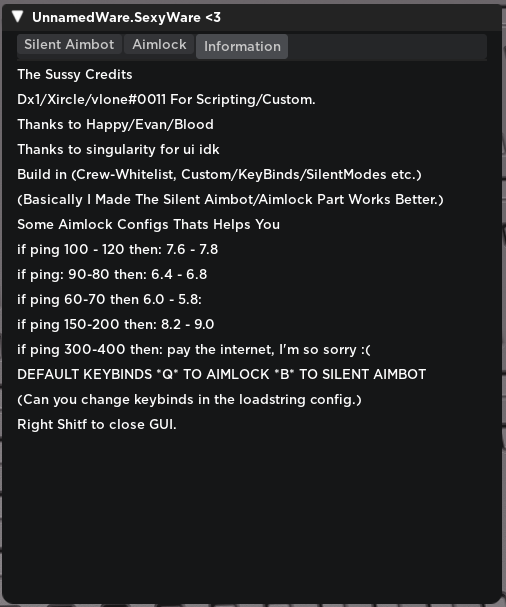 UnnamedWare.SexyWare <3
Silent Aimbot Aimlock Information
The Sussy Credits
Dx1/Xircle/vlone#0011 For Scripting/Custom.
Thanks to Happy/Evan/Blood
Thanks to singularity for ui idk
Build in (Crew-Whitelist, Custom/KeyBinds/SilentModes etc.)
(Basically I Made The Silent Aimbot/Aimlock Part Works Better.)
Some Aimlock Configs Thats Helps You
if ping 100 - 120 then: 7.6 - 7.8
if ping: 90-80 then: 6.4 - 6.8
if ping 60-70 then 6.0 - 5.8:
if ping 150-200 then: 8.2 - 9.0
if ping 300-400 then: pay the internet, I'm so sorry :(
DEFAULT KEYBINDS *Q* TO AIMLOCK *B* TO SILENT AIMBOT
(Can you change keybinds in the loadstring config.)
Right Shitf to close GUI.